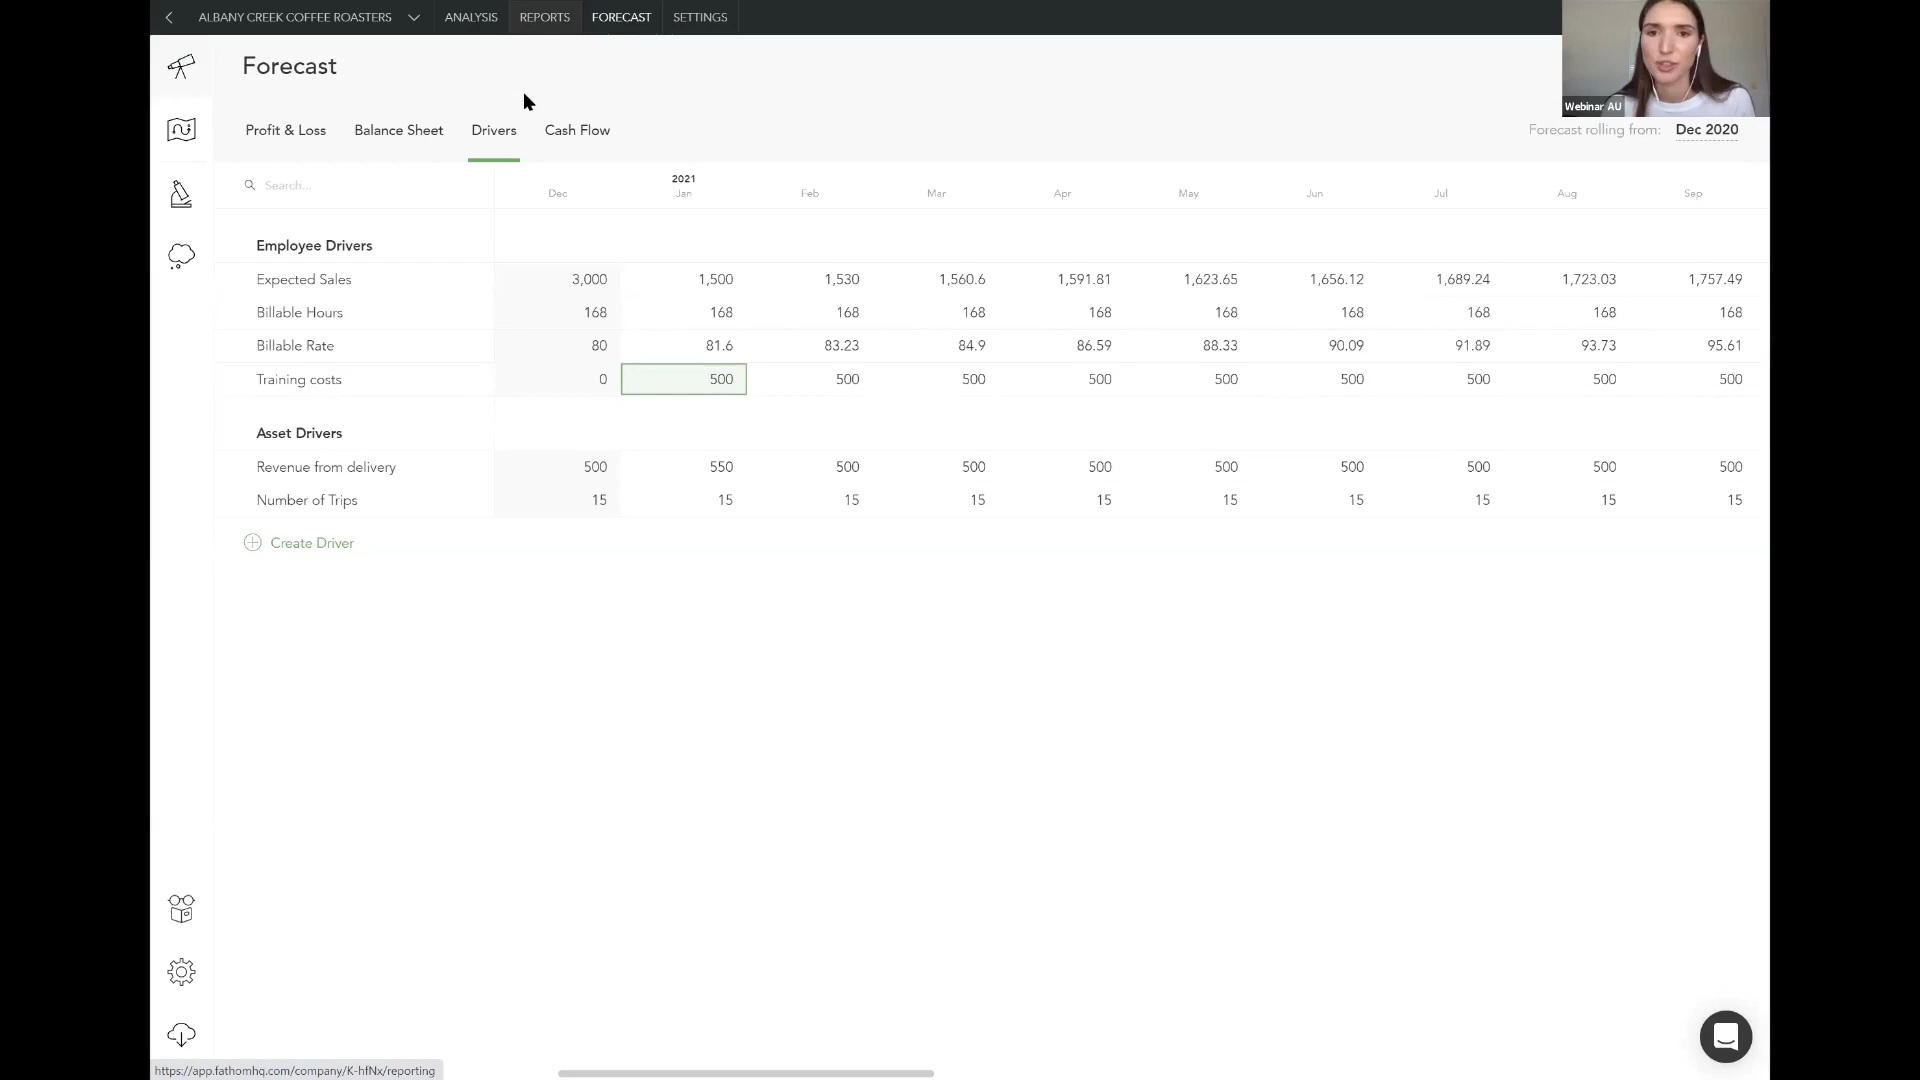 ALBANY CREEK COFFEE ROASTERS ANALYSIS REPORTS FORECAST SETTINGS
Forecast
Webinar AU
Profit & Loss Balance Sheet Drivers Cash Flow Forecast rolling from: Dec 2020
Search...
2021
Dec Jan Feb Mar Apr May Jun Jul Aug Sep
Employee Drivers
Expected Sales 3,000 1,500 1,530 1,560.6 1,591.81 1,623.65 1,656.12 1,689.24 1,723.03 1,757.49
Billable Hours 168 168 168 168 168 168 168 168 168 168
Billable Rate 80 81.6 83.23 84.9 86.59 88.33 90.09 91.89 93.73 95.61
Training costs 0 500 500 500 500 500 500 500 500 500
Asset Drivers
Revenue from delivery 500 550 500 500 500 500 500 500 500 500
Number of Trips 15 15 15 15 15 15 15 15 15 15
Create Driver
https://app.fathomhq.com/company/K-hfNx/reporting